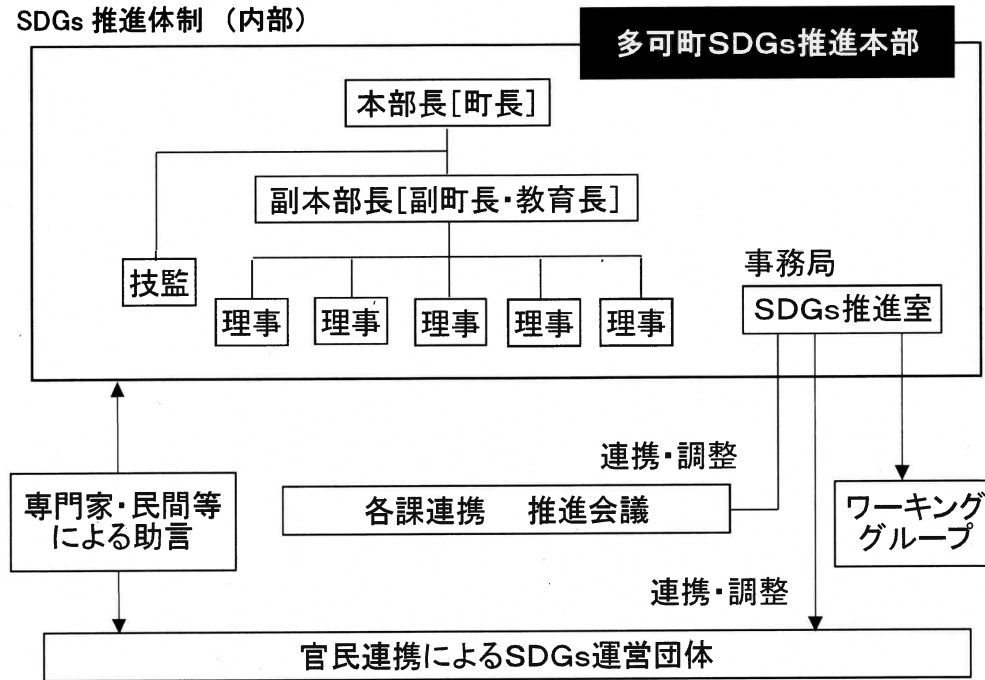 SDGs 推進体制 （内部）
多可町SDGs推進本部
本部長[町長]
副本部長[副町長・教育長]
技監
理事
理事
理事
理事
理事
事務局
SDGs推進室
連携・調整
専門家・民間等
による助言
各課連携　推進会議
ワーキング
グループ
連携・調整
官民連携によるSDGs運営団体